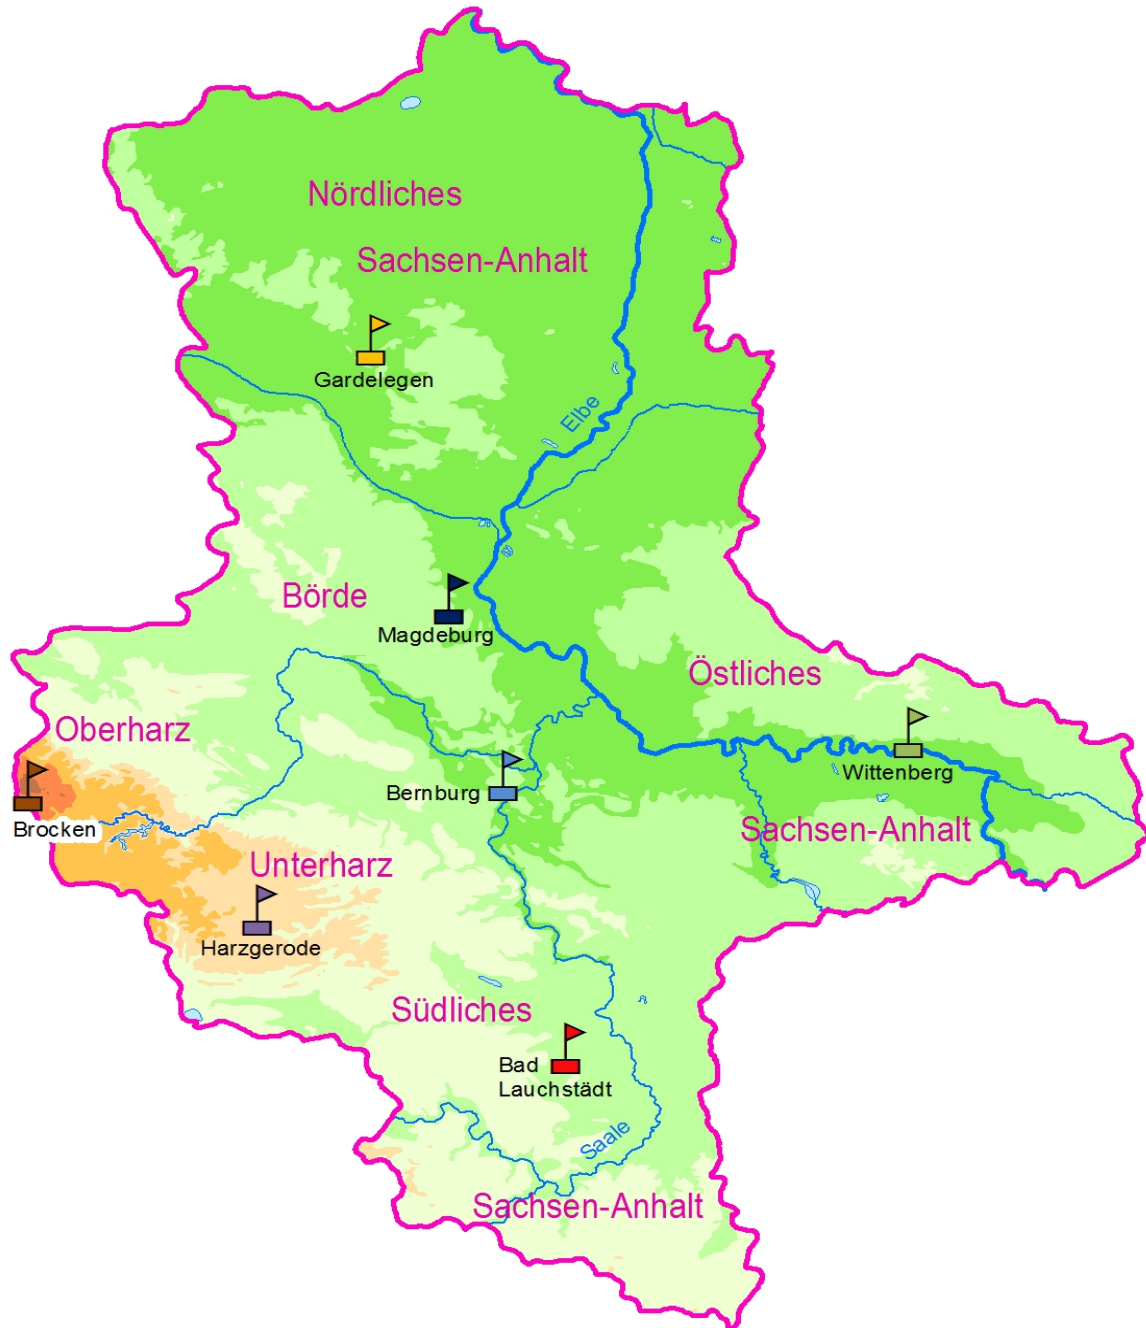 Nördliches
Sachsen-Anhalt
Gardelegen
Elbe
Börde
Magdeburg
Östliches
Oberharz
Wittenberg
Bernburg
Brocken
Sachsen-Anhalt
Unterharz
Harzgerode
Südliches
Bad
Lauchstädt
Saale
Sachsen-Anhalt